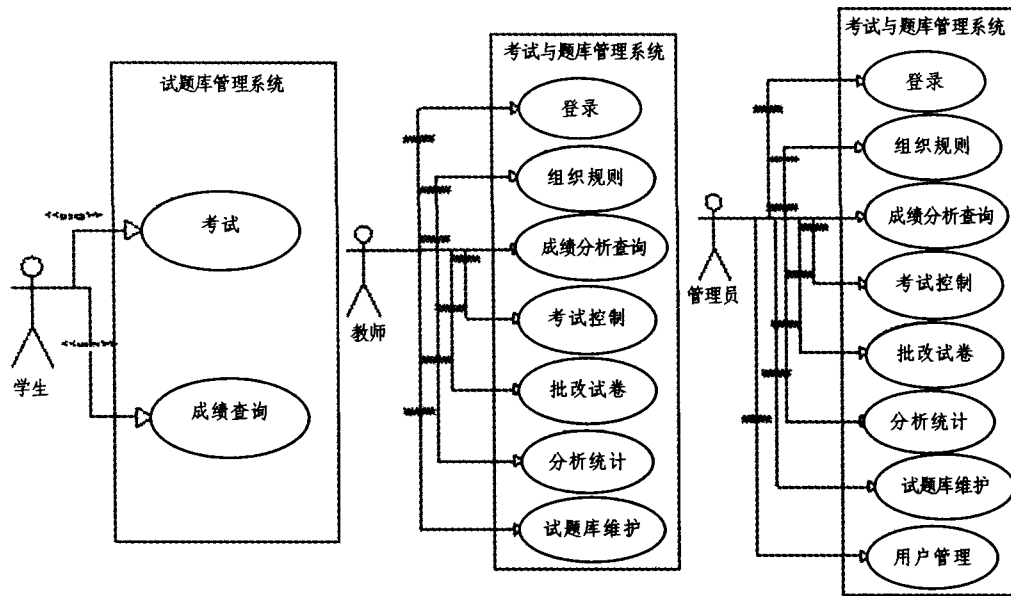 试题库管理系统
考试
成绩查询
学生
考试与题库管理系统
登录
组织规则
成绩分析查询
考试控制
批改试卷
分析统计
试题库维护
教师
考试与题库管理系统
登录
组织规则
成绩分析查询
考试控制
批改试卷
分析统计
试题库维护
用户管理
管理员